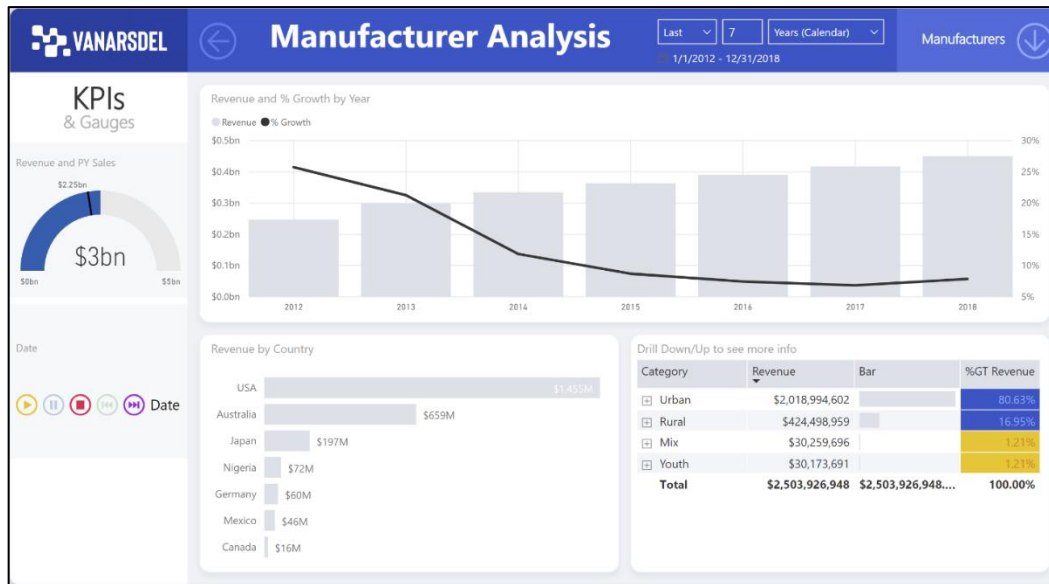 VANARSDEL
Manufacturer Analysis
Last 7 Years (Calendar)
1/1/2012 - 12/31/2018
Manufacturers
KPIs
& Gauges
Revenue and PY Sales
$2.25bn
$3bn
$0bn $5bn
Date
Date
Revenue and % Growth by Year
Revenue % Growth
$0.5bn 30%
$0.4bn 25%
$0.3bn 20%
$0.2bn 15%
$0.1bn 10%
$0.0bn 5%
2012 2013 2014 2015 2016 2017 2018
Revenue by Country
USA $1,455M
Australia $659M
Japan $197M
Nigeria $72M
Germany $60M
Mexico $46M
Canada $16M
Drill Down/Up to see more info
Category Revenue Bar %GT Revenue
Urban $2,018,994,602 80.63%
Rural $424,498,959 16.95%
Mix $30,259,696 1.21%
Youth $30,173,691 1.21%
Total $2,503,926,948 $2,503,926,948.... 100.00%